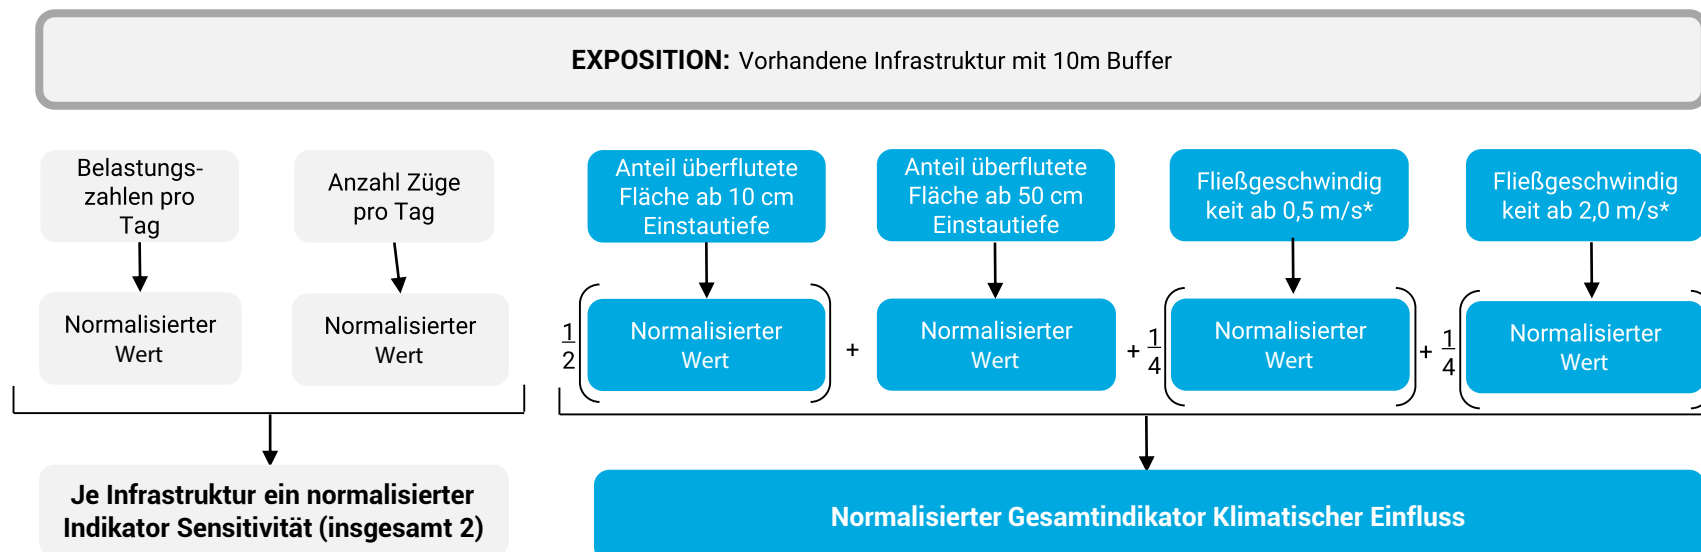 EXPOSITION: Vorhandene Infrastruktur mit 10m Buffer
Belastungs-
zahlen pro
Tag
Anzahl Züge
pro Tag
Anteil überflutete
Fläche ab 10 cm
Einstautiefe
Anteil überflutete
Fläche ab 50 cm
Einstautiefe
Fließgeschwindig
keit ab 0,5 m/s*
Fließgeschwindig
keit ab 2,0 m/s*
Normalisierter
Wert
Normalisierter
Wert
1
2
Normalisierter
Wert
+
Normalisierter
Wert
+ 1
4
Normalisierter
Wert
+ 1
4
Normalisierter
Wert
Je Infrastruktur ein normalisierter
Indikator Sensitivität (insgesamt 2)
Normalisierter Gesamtindikator Klimatischer Einfluss